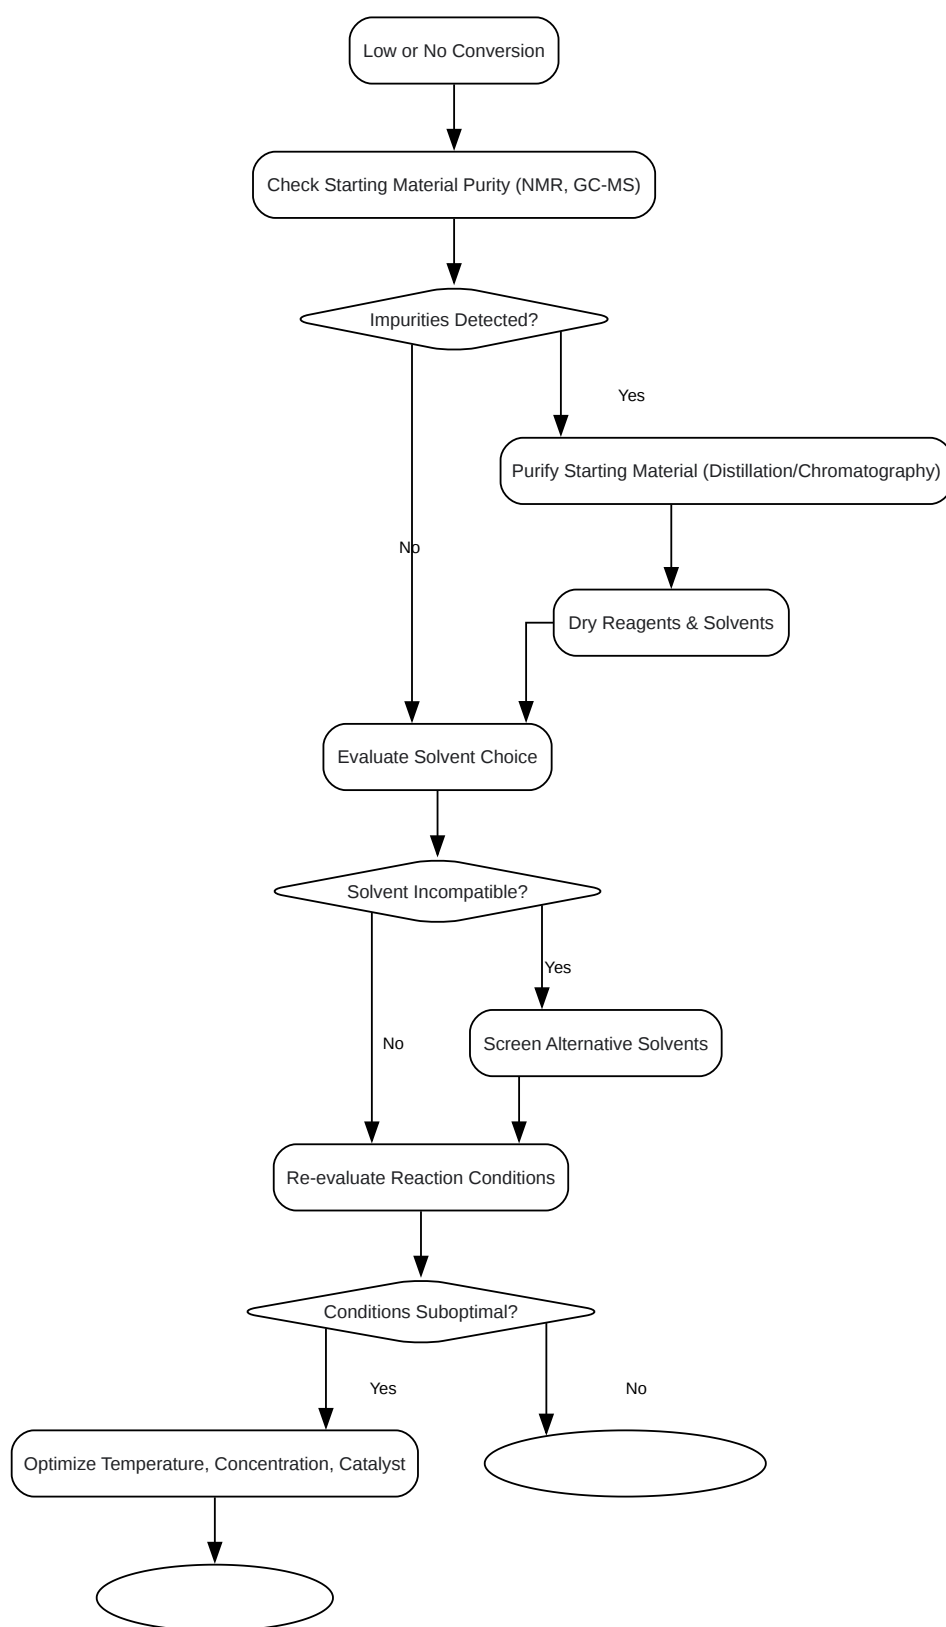 Low or No Conversion
Check Starting Material Purity (NMR, GC-MS)
Impurities Detected?
Yes
Purify Starting Material (Distillation/Chromatography)
No
Dry Reagents & Solvents
Evaluate Solvent Choice
Solvent Incompatible?
Yes
No
Screen Alternative Solvents
Re-evaluate Reaction Conditions
Conditions Suboptimal?
Yes
No
Optimize Temperature, Concentration, Catalyst